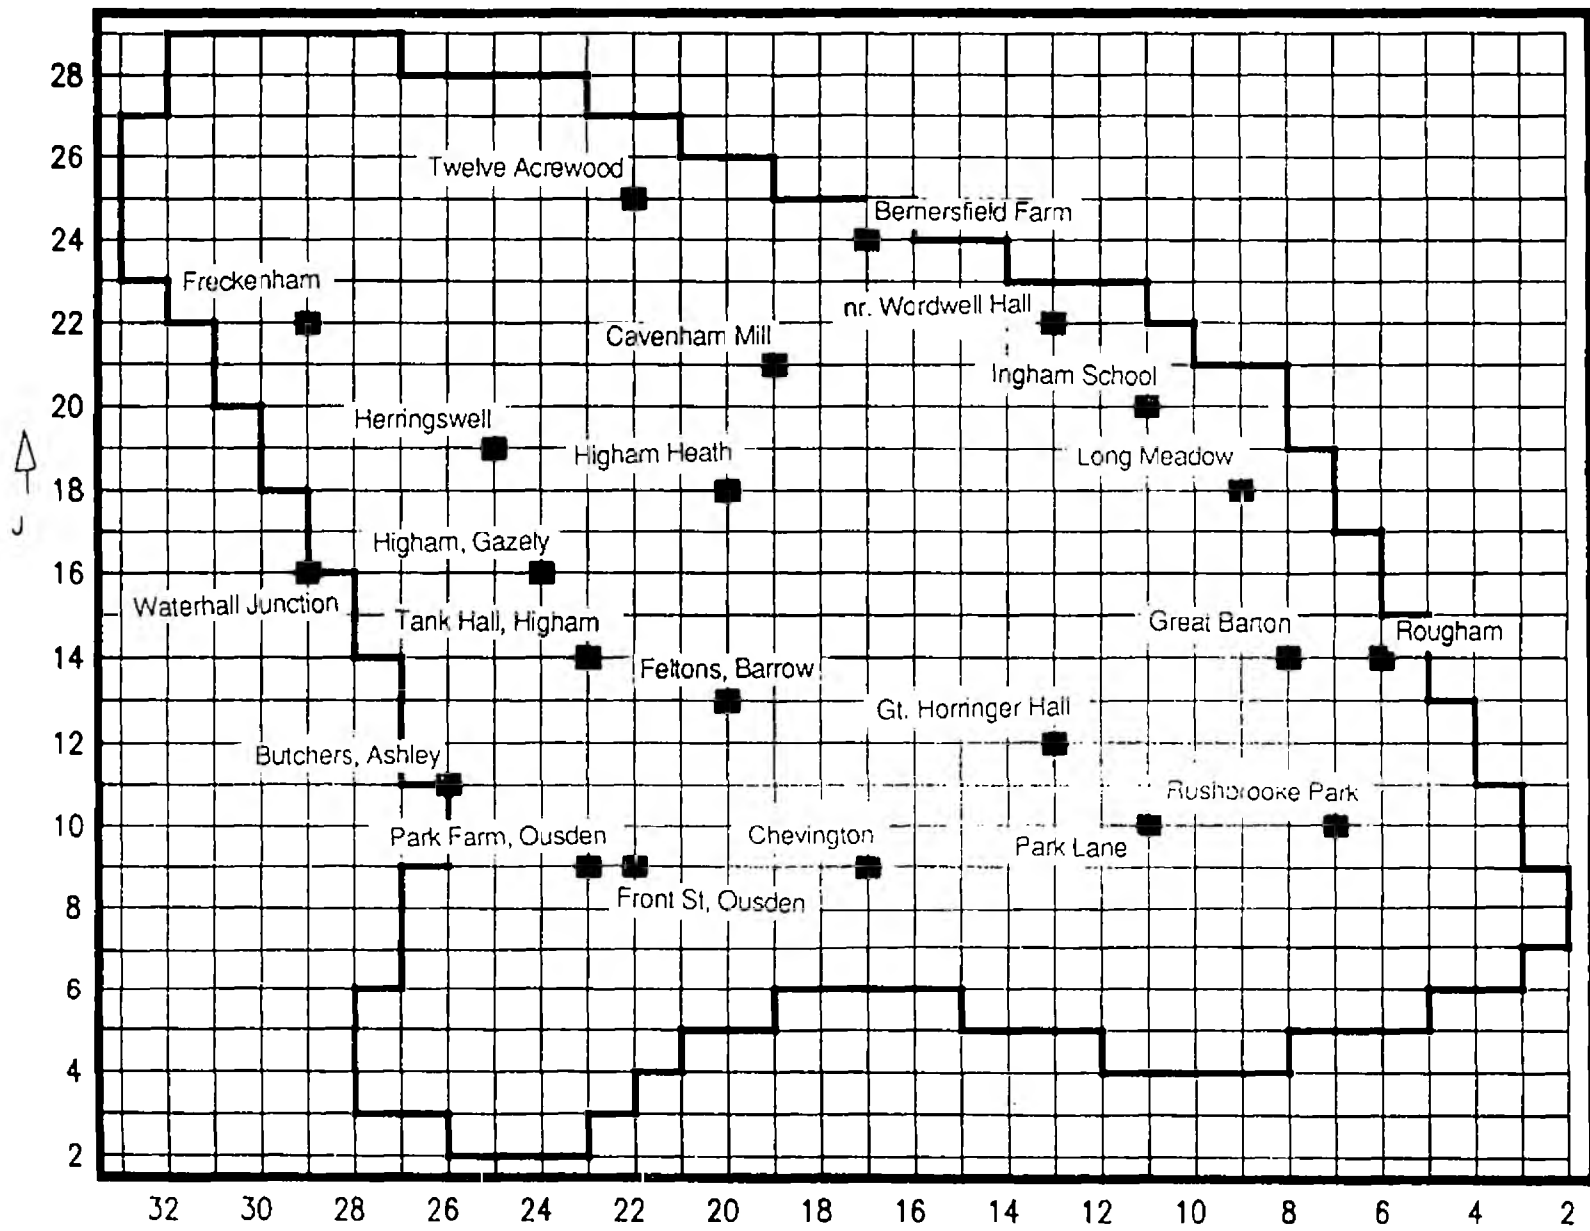 28
Twelve Acrewood
26
Bernersfield Farm
24
Freckenham
nr. Wordwell Hall
22
Cavenham Mill
Ingham School
20
Herringswell
Higham Heath
Long Meadow
18
J
Higham, Gazely
16
Waterhall Junction
Tank Hall, Higham
Great Barton
Rougham
14
Feltons, Barrow
Gt. Horringer Hall
12
Butchers, Ashley
Rushbrooke Park
10
Park Farm, Ousden
Chevington
Park Lane
8
Front St, Ousden
6
4
2
32 30 28 26 24 22 20 18 16 14 12 10 8 6 4 2